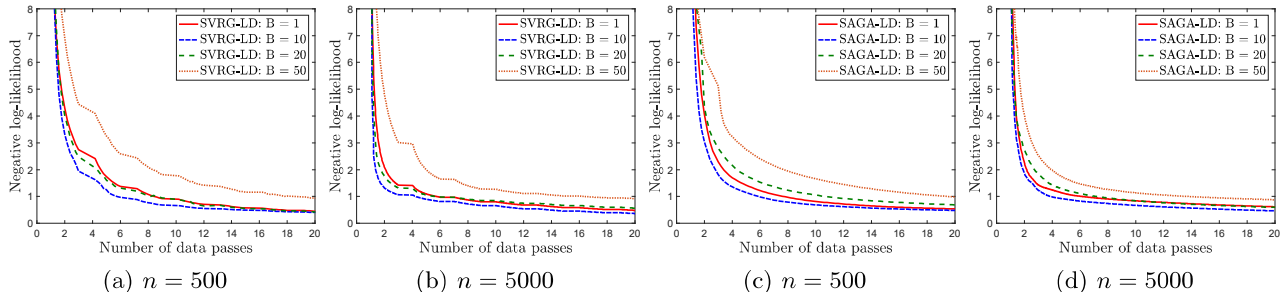 Negative log-likelihood
8
7
6
5
4
3
2
1
0
SVRG-LD: B = 1
SVRG-LD: B = 10
SVRG-LD: B = 20
SVRG-LD: B = 50
0 2 4 6 8 10 12 14 16 18 20
Number of data passes
(a) n = 500
Negative log-likelihood
8
7
6
5
4
3
2
1
0
SVRG-LD: B = 1
SVRG-LD: B = 10
SVRG-LD: B = 20
SVRG-LD: B = 50
0 2 4 6 8 10 12 14 16 18 20
Number of data passes
(b) n = 5000
Negative log-likelihood
8
7
6
5
4
3
2
1
0
SAGA-LD: B = 1
SAGA-LD: B = 10
SAGA-LD: B = 20
SAGA-LD: B = 50
0 2 4 6 8 10 12 14 16 18 20
Number of data passes
(c) n = 500
Negative log-likelihood
8
7
6
5
4
3
2
1
0
SAGA-LD: B = 1
SAGA-LD: B = 10
SAGA-LD: B = 20
SAGA-LD: B = 50
0 2 4 6 8 10 12 14 16 18 20
Number of data passes
(d) n = 5000